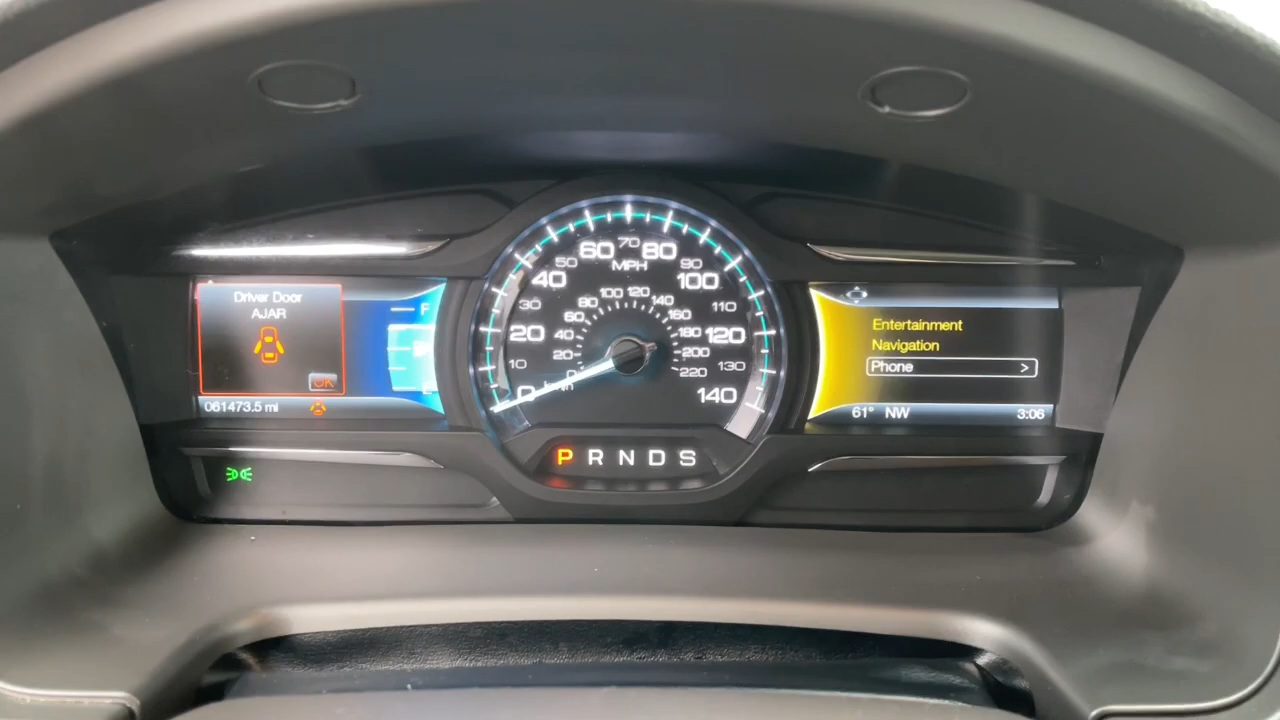 Driver Door
AJAR
OK
061473.5 mi
F
0 10 20 30 40 50 60 70 80 90 100 110 120 130 140
MPH
0 20 40 60 80 100 120 140 160 180 200 220
km/h
P R N D S
Entertainment
Navigation
Phone >
61° NW 3:06